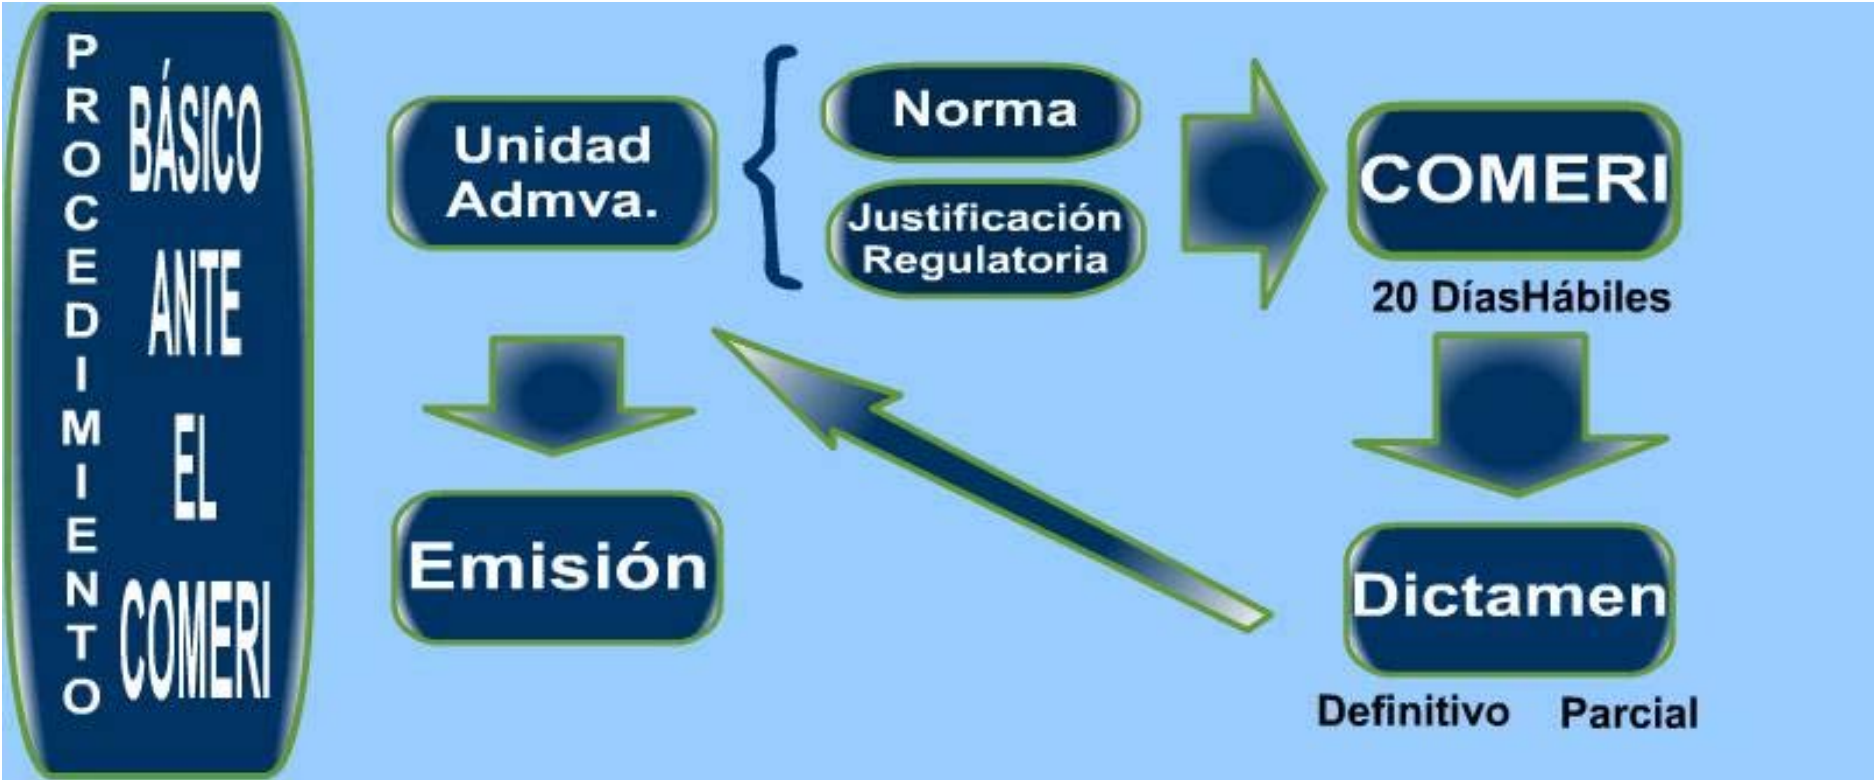 PROCEDIMIENTO
BÁSICO
ANTE
EL
COMERI
Unidad
Admva.
Norma
Justificación
Regulatoria
COMERI
20 DíasHábiles
Emisión
Dictamen
Definitivo Parcial